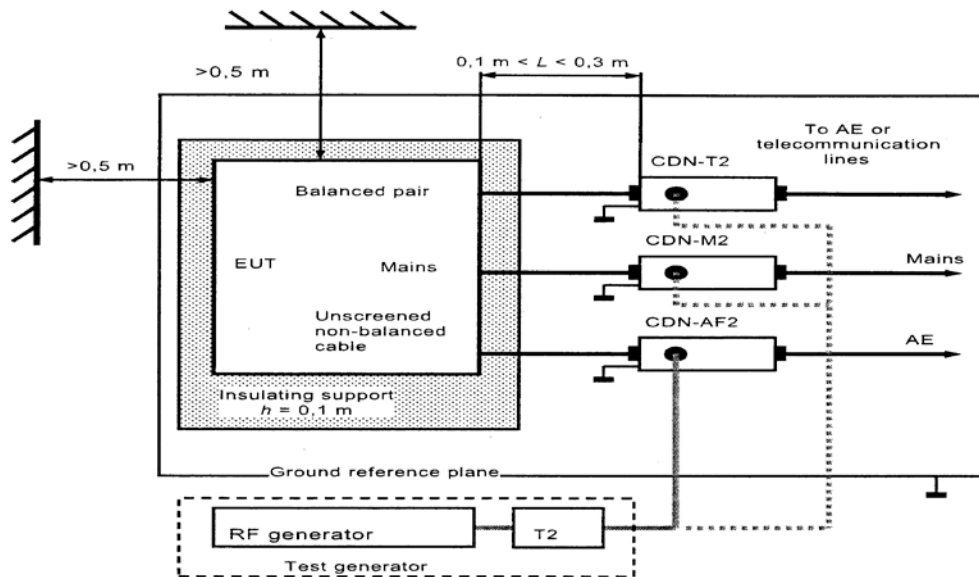 0,1 m < L < 0,3 m
>0,5 m
To AE or
telecommunication
lines
>0,5 m
CDN-T2
Balanced pair
CDN-M2
EUT
Mains
Mains
Unscreened
non-balanced
cable
CDN-AF2
AE
Insulating support
h = 0,1 m
Ground reference plane
RF generator
T2
Test generator